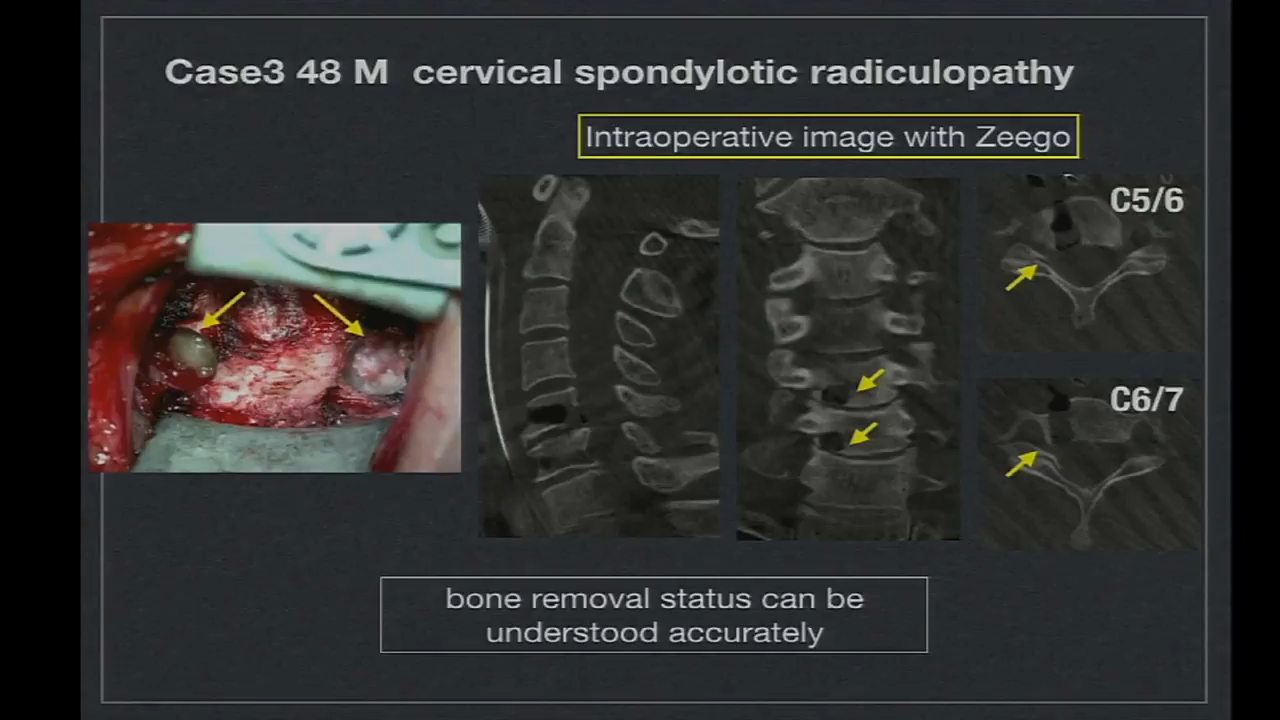 Case3 48 M cervical spondylotic radiculopathy
Intraoperative image with Zeego
C5/6
C6/7
bone removal status can be
understood accurately